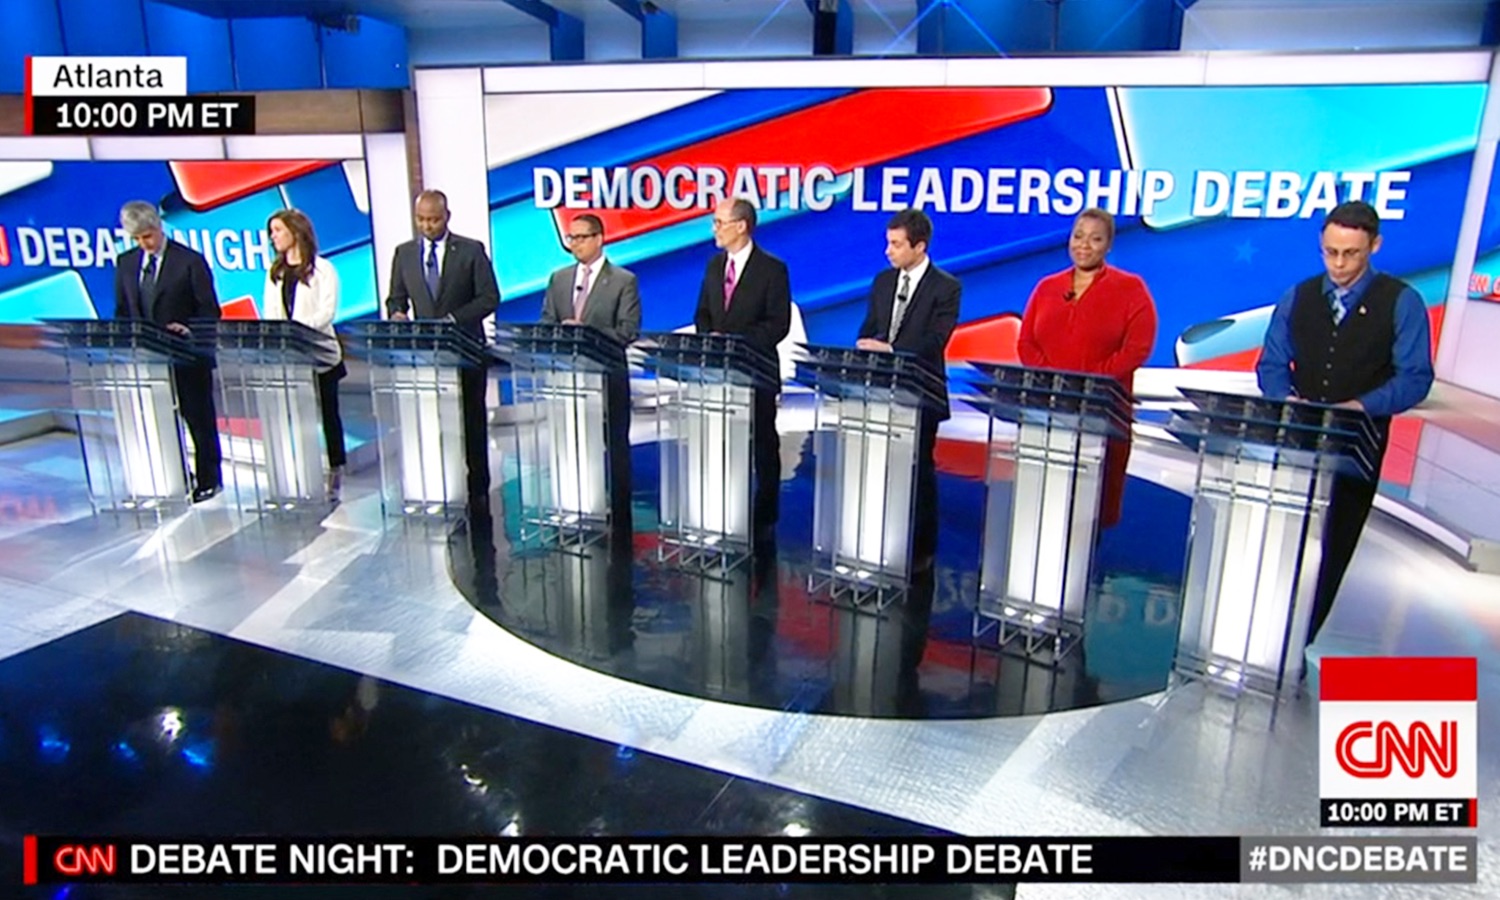 Atlanta
10:00 PM ET
DEMOCRATIC LEADERSHIP DEBATE
DEBATE NIGHT
CNN
10:00 PM ET
CNN DEBATE NIGHT: DEMOCRATIC LEADERSHIP DEBATE
#DNCDEBATE